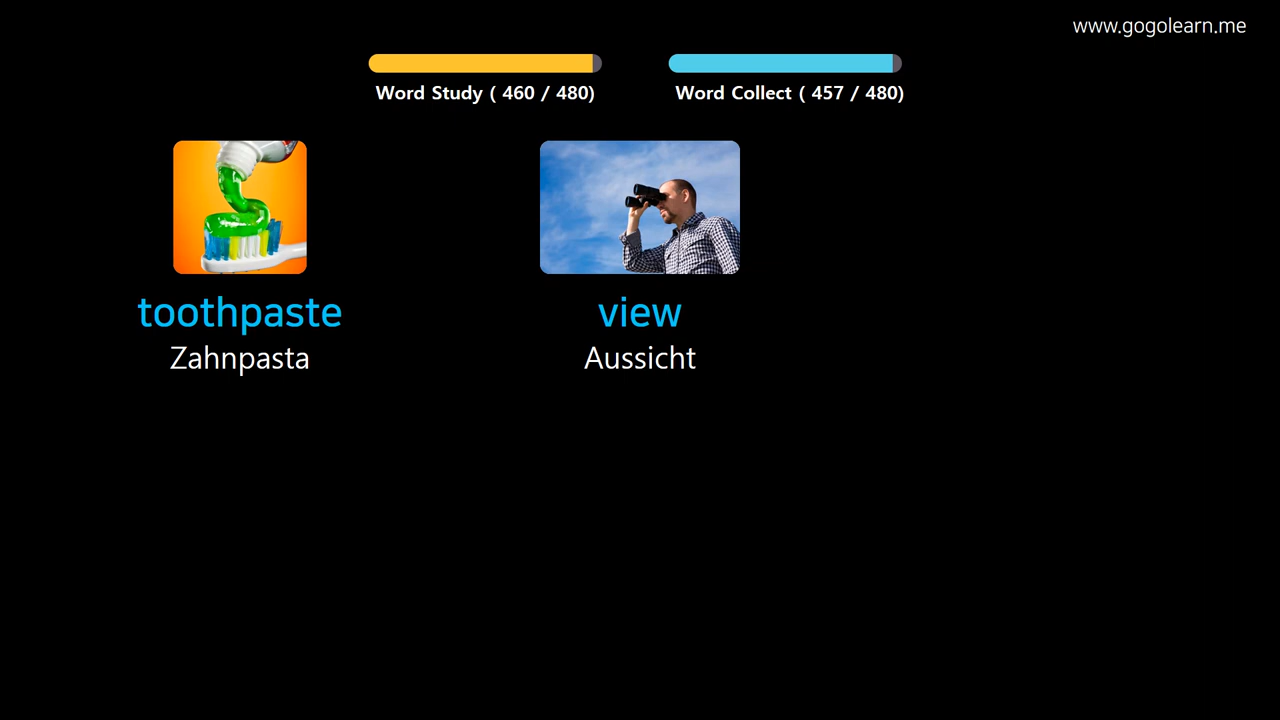 www.gogolearn.me
Word Study ( 460 / 480)
Word Collect ( 457 / 480)
toothpaste
Zahnpasta
view
Aussicht